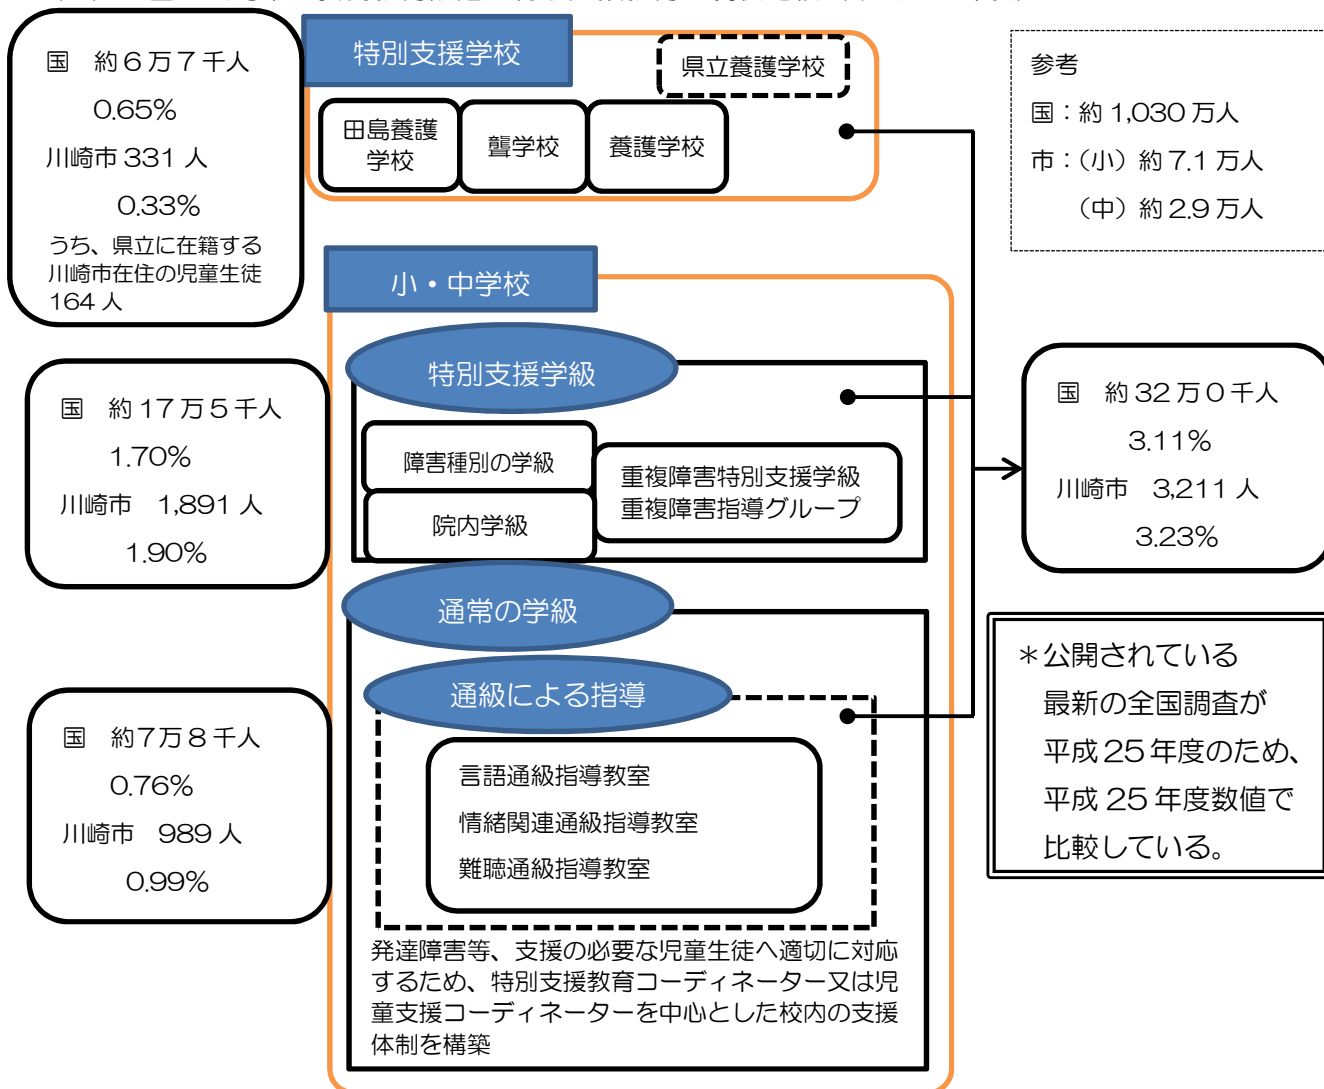 国　約６万７千人
0.65%
川崎市 331 人
0.33%
うち、県立に在籍する
川崎市在住の児童生徒
164 人
特別支援学校
県立養護学校
田島養護
学校
聾学校
養護学校
参考
国：約 1,030 万人
市：（小）約 7.1 万人
（中）約 2.9 万人
小・中学校
特別支援学級
障害種別の学級
院内学級
重複障害特別支援学級
重複障害指導グループ
国　約 17 万５千人
1.70%
川崎市　1,891 人
1.90%
国　約 32 万０千人
3.11%
川崎市　3,211 人
3.23%
通常の学級
通級による指導
言語通級指導教室
情緒関連通級指導教室
難聴通級指導教室
国　約７万８千人
0.76%
川崎市　989 人
0.99%
発達障害等、支援の必要な児童生徒へ適切に対応
するため、特別支援教育コーディネーター又は児
童支援コーディネーターを中心とした校内の支援
体制を構築
＊公開されている
最新の全国調査が
平成 25 年度のため、
平成 25 年度数値で
比較している。